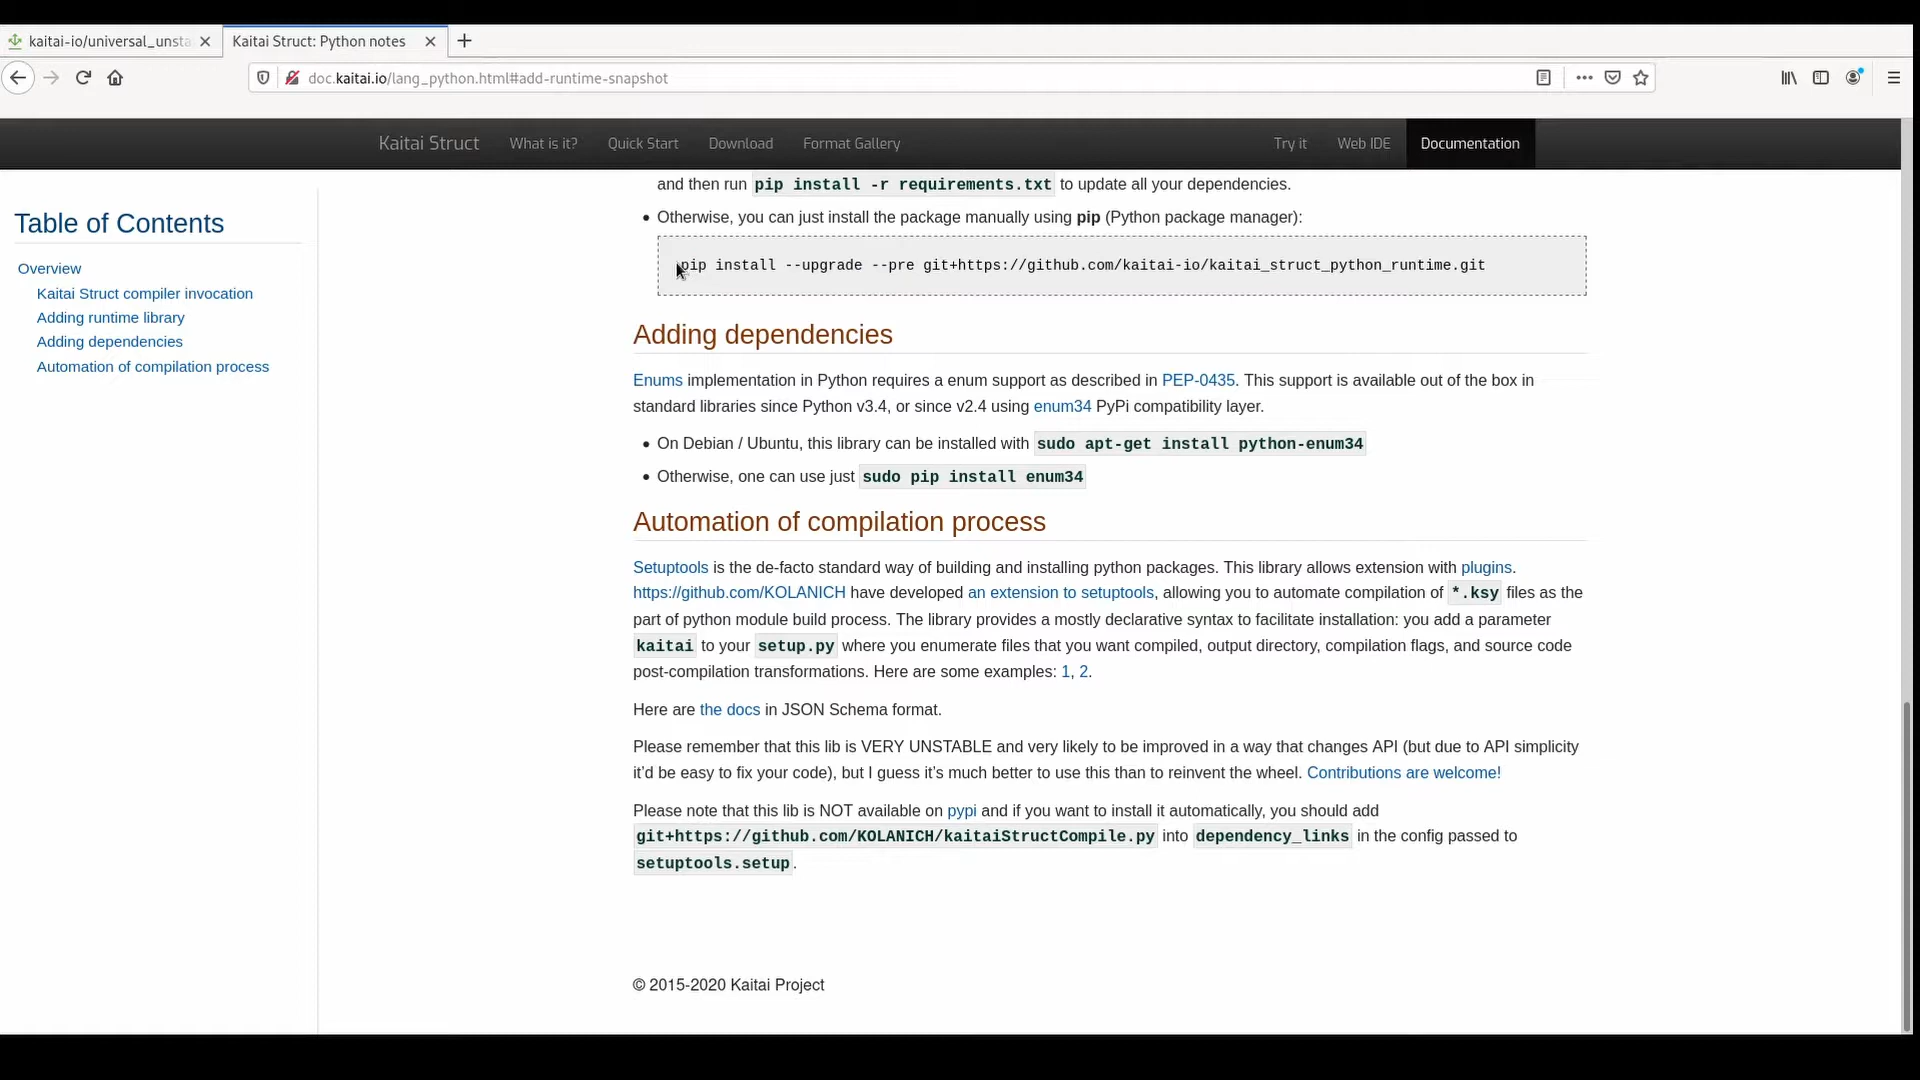 kaitai-io/universal_unsta
Kaitai Struct: Python notes
doc.kaitai.io/lang_python.html#add-runtime-snapshot
Kaitai Struct What is it? Quick Start Download Format Gallery Try it Web IDE Documentation
Table of Contents
Overview
Kaitai Struct compiler invocation
Adding runtime library
Adding dependencies
Automation of compilation process
and then run pip install -r requirements.txt to update all your dependencies.
• Otherwise, you can just install the package manually using pip (Python package manager):
pip install --upgrade --pre git+https://github.com/kaitai-io/kaitai_struct_python_runtime.git
Adding dependencies
Enums implementation in Python requires a enum support as described in PEP-0435. This support is available out of the box in
standard libraries since Python v3.4, or since v2.4 using enum34 PyPi compatibility layer.
• On Debian / Ubuntu, this library can be installed with sudo apt-get install python-enum34
• Otherwise, one can use just sudo pip install enum34
Automation of compilation process
Setuptools is the de-facto standard way of building and installing python packages. This library allows extension with plugins.
https://github.com/KOLANICH have developed an extension to setuptools, allowing you to automate compilation of *.ksy files as the
part of python module build process. The library provides a mostly declarative syntax to facilitate installation: you add a parameter
kaitai to your setup.py where you enumerate files that you want compiled, output directory, compilation flags, and source code
post-compilation transformations. Here are some examples: 1, 2.
Here are the docs in JSON Schema format.
Please remember that this lib is VERY UNSTABLE and very likely to be improved in a way that changes API (but due to API simplicity
it’d be easy to fix your code), but I guess it’s much better to use this than to reinvent the wheel. Contributions are welcome!
Please note that this lib is NOT available on pypi and if you want to install it automatically, you should add
git+https://github.com/KOLANICH/kaitaiStructCompile.py into dependency_links in the config passed to
setuptools.setup.
© 2015-2020 Kaitai Project